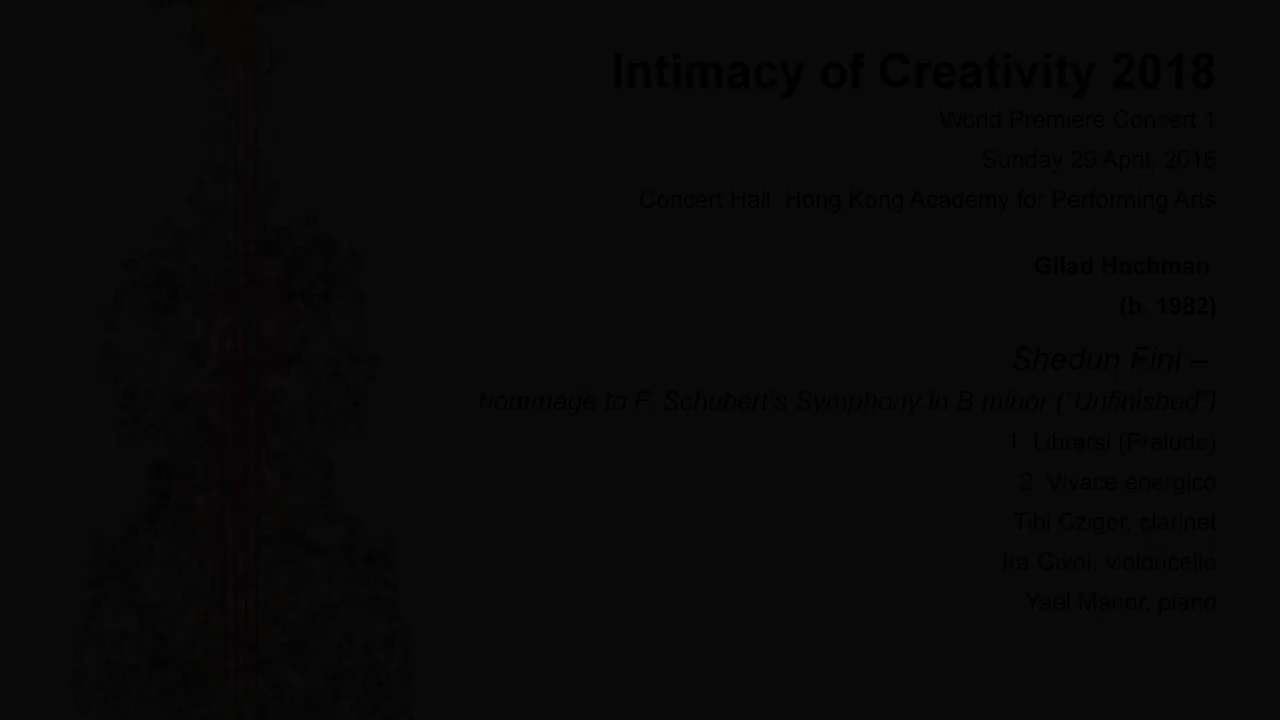 Intimacy of Creativity 2018
World Premiere Concert 1
Sunday 29 April, 2018
Concert Hall, Hong Kong Academy for Performing Arts
Gilad Hochman
(b. 1982)
Shedun Fini –
hommage to F. Schubert's Symphony in B minor ("Unfinished")
1. Librarsi (Prelude)
2. Vivace energico
Tibi Cziger, clarinet
Ira Givol, violoncello
Yael Manor, piano